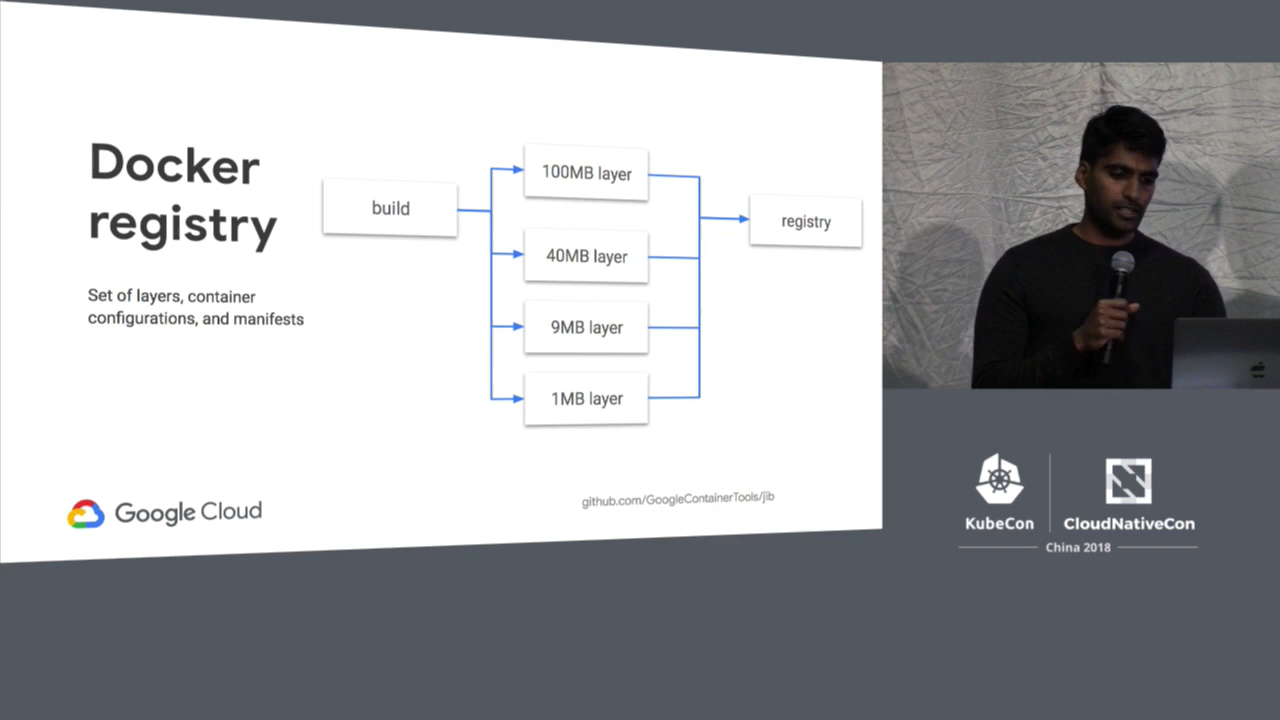 Docker
registry
Set of layers, container
configurations, and manifests
build
100MB layer
40MB layer
9MB layer
1MB layer
registry
Google Cloud
github.com/GoogleContainerTools/jib
KubeCon
CloudNativeCon
China 2018